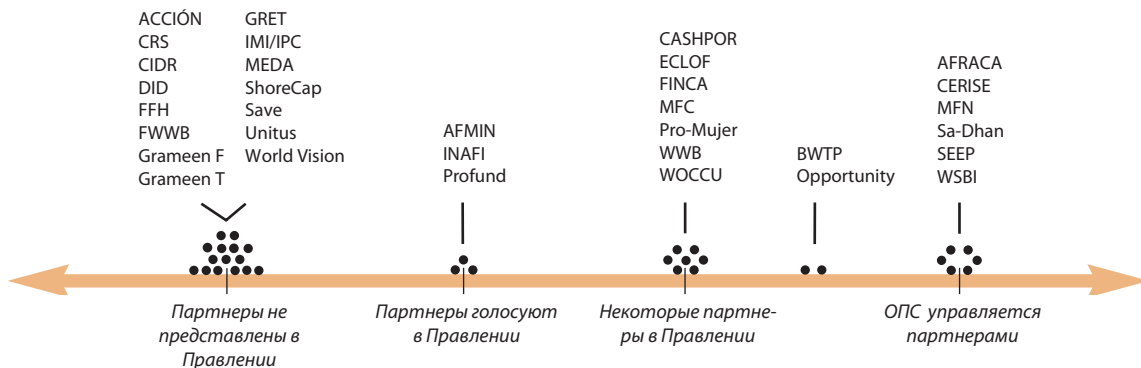 ACCIÓN
CRS
CIDR
DID
FFH
FWWB
Grameen F
Grameen T
GRET
IMI/IPC
MEDA
ShoreCap
Save
Unitus
World Vision
AFMIN
INAFI
Profund
CASHPOR
ECLOF
FINCA
MFC
Pro-Mujer
WWB
WOCCU
BWTP
Opportunity
AFRACA
CERISE
MFN
Sa-Dhan
SEEP
WSBI
Партнеры не
представлены в
Правлении
Партнеры голосуют
в Правлении
Некоторые партне-
ры в Правлении
ОПС управляется
партнерами